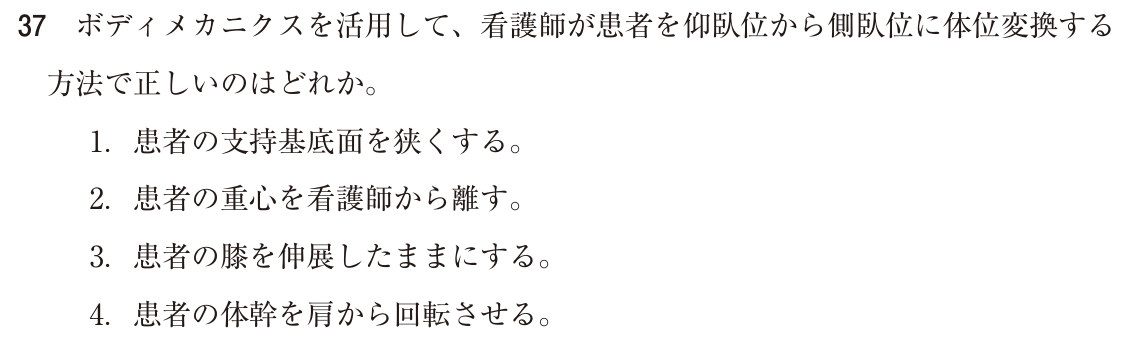 37 ボディメカニクスを活用して、看護師が患者を仰臥位から側臥位に体位変換する
方法で正しいのはどれか。
1. 患者の支持基底面を狭くする。
2. 患者の重心を看護師から離す。
3. 患者の膝を伸展したままにする。
4. 患者の体幹を肩から回転させる。